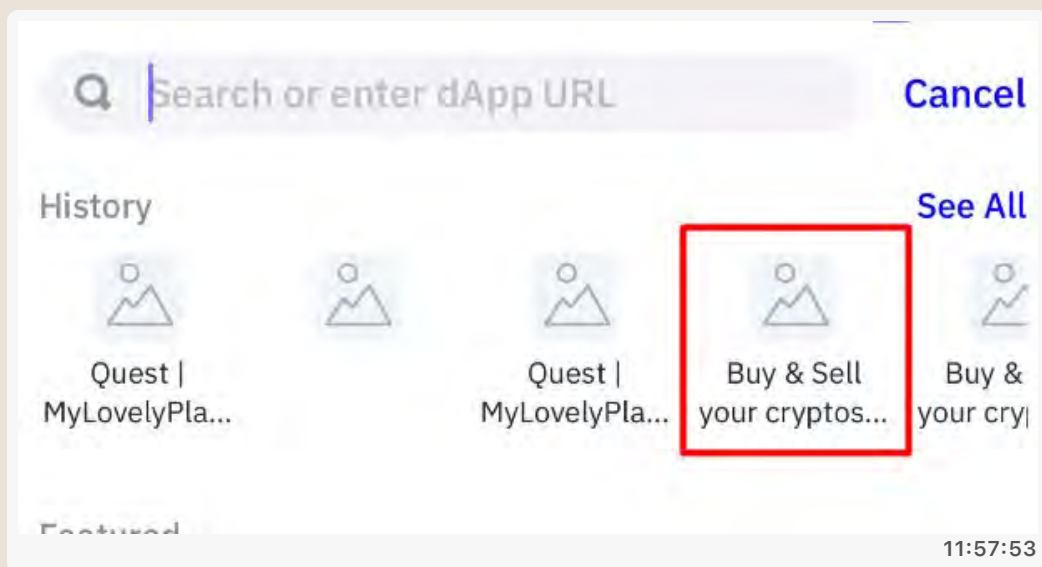 Search or enter dApp URL
Cancel
History
See All
Quest |
MyLovelyPla...
Quest |
MyLovelyPla...
Buy & Sell
your cryptos...
Buy &
your cry
Featured
11:57:53